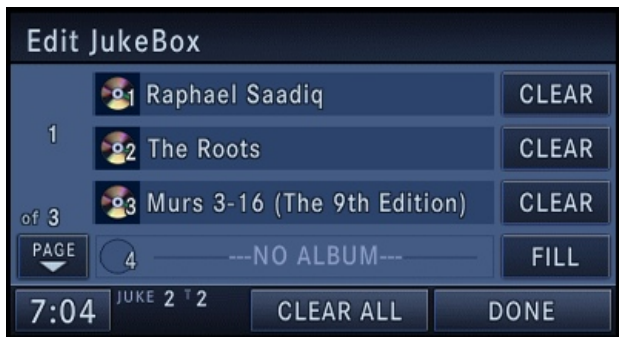 Edit JukeBox
1 Raphael Saadiq CLEAR
1
2 The Roots CLEAR
3 Murs 3-16 (The 9th Edition) CLEAR
of 3
PAGE 4 ---NO ALBUM--- FILL
7:04 JUKE 2 T 2 CLEAR ALL DONE